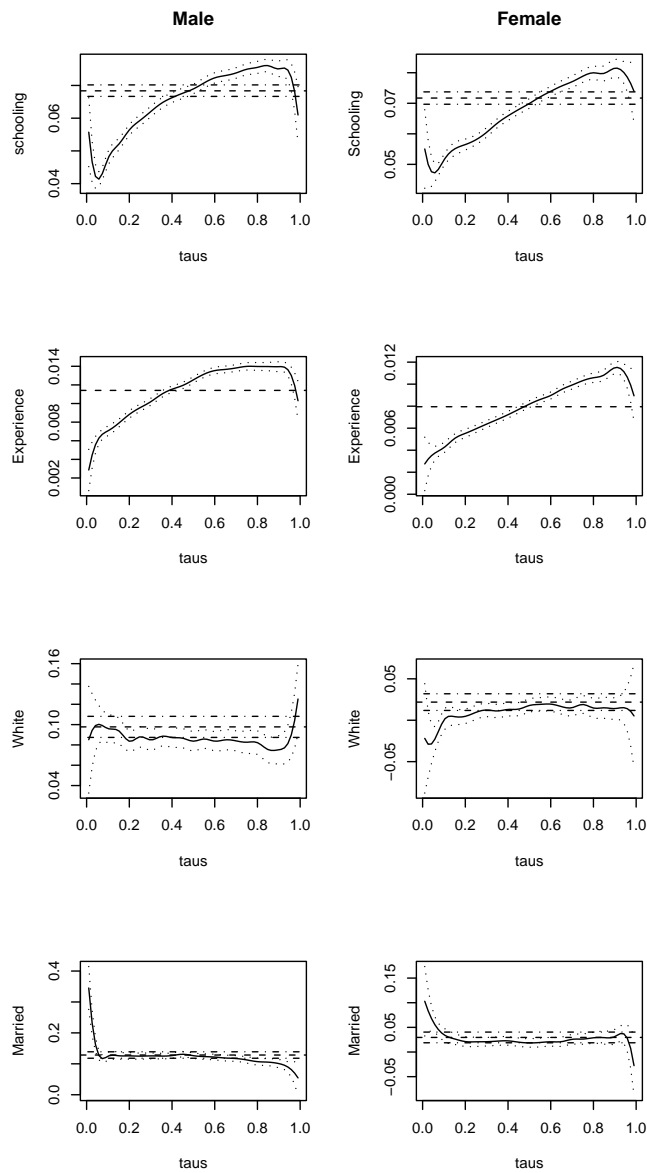 Male
Female
schooling
0.04 0.06
0.0 0.2 0.4 0.6 0.8 1.0
taus
Schooling
0.05 0.07
0.0 0.2 0.4 0.6 0.8 1.0
taus
Experience
0.002 0.008 0.014
0.0 0.2 0.4 0.6 0.8 1.0
taus
Experience
0.000 0.006 0.012
0.0 0.2 0.4 0.6 0.8 1.0
taus
White
0.04 0.10 0.16
0.0 0.2 0.4 0.6 0.8 1.0
taus
White
−0.05 0.05
0.0 0.2 0.4 0.6 0.8 1.0
taus
Married
0.0 0.2 0.4
0.0 0.2 0.4 0.6 0.8 1.0
taus
Married
−0.05 0.05 0.15
0.0 0.2 0.4 0.6 0.8 1.0
taus